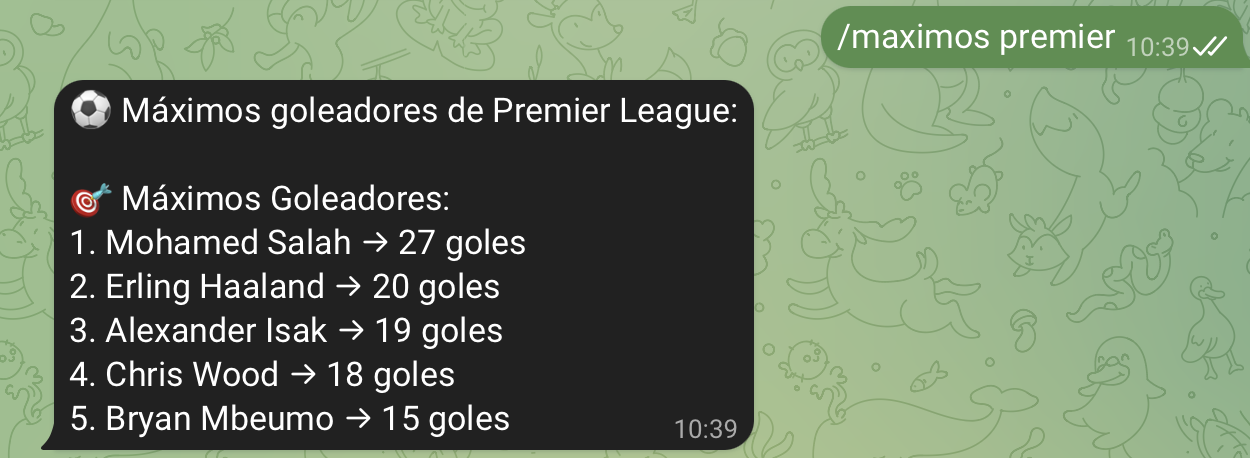 /maximos premier 10:39
⚽ Máximos goleadores de Premier League:
🎯 Máximos Goleadores:
1. Mohamed Salah → 27 goles
2. Erling Haaland → 20 goles
3. Alexander Isak → 19 goles
4. Chris Wood → 18 goles
5. Bryan Mbeumo → 15 goles
10:39